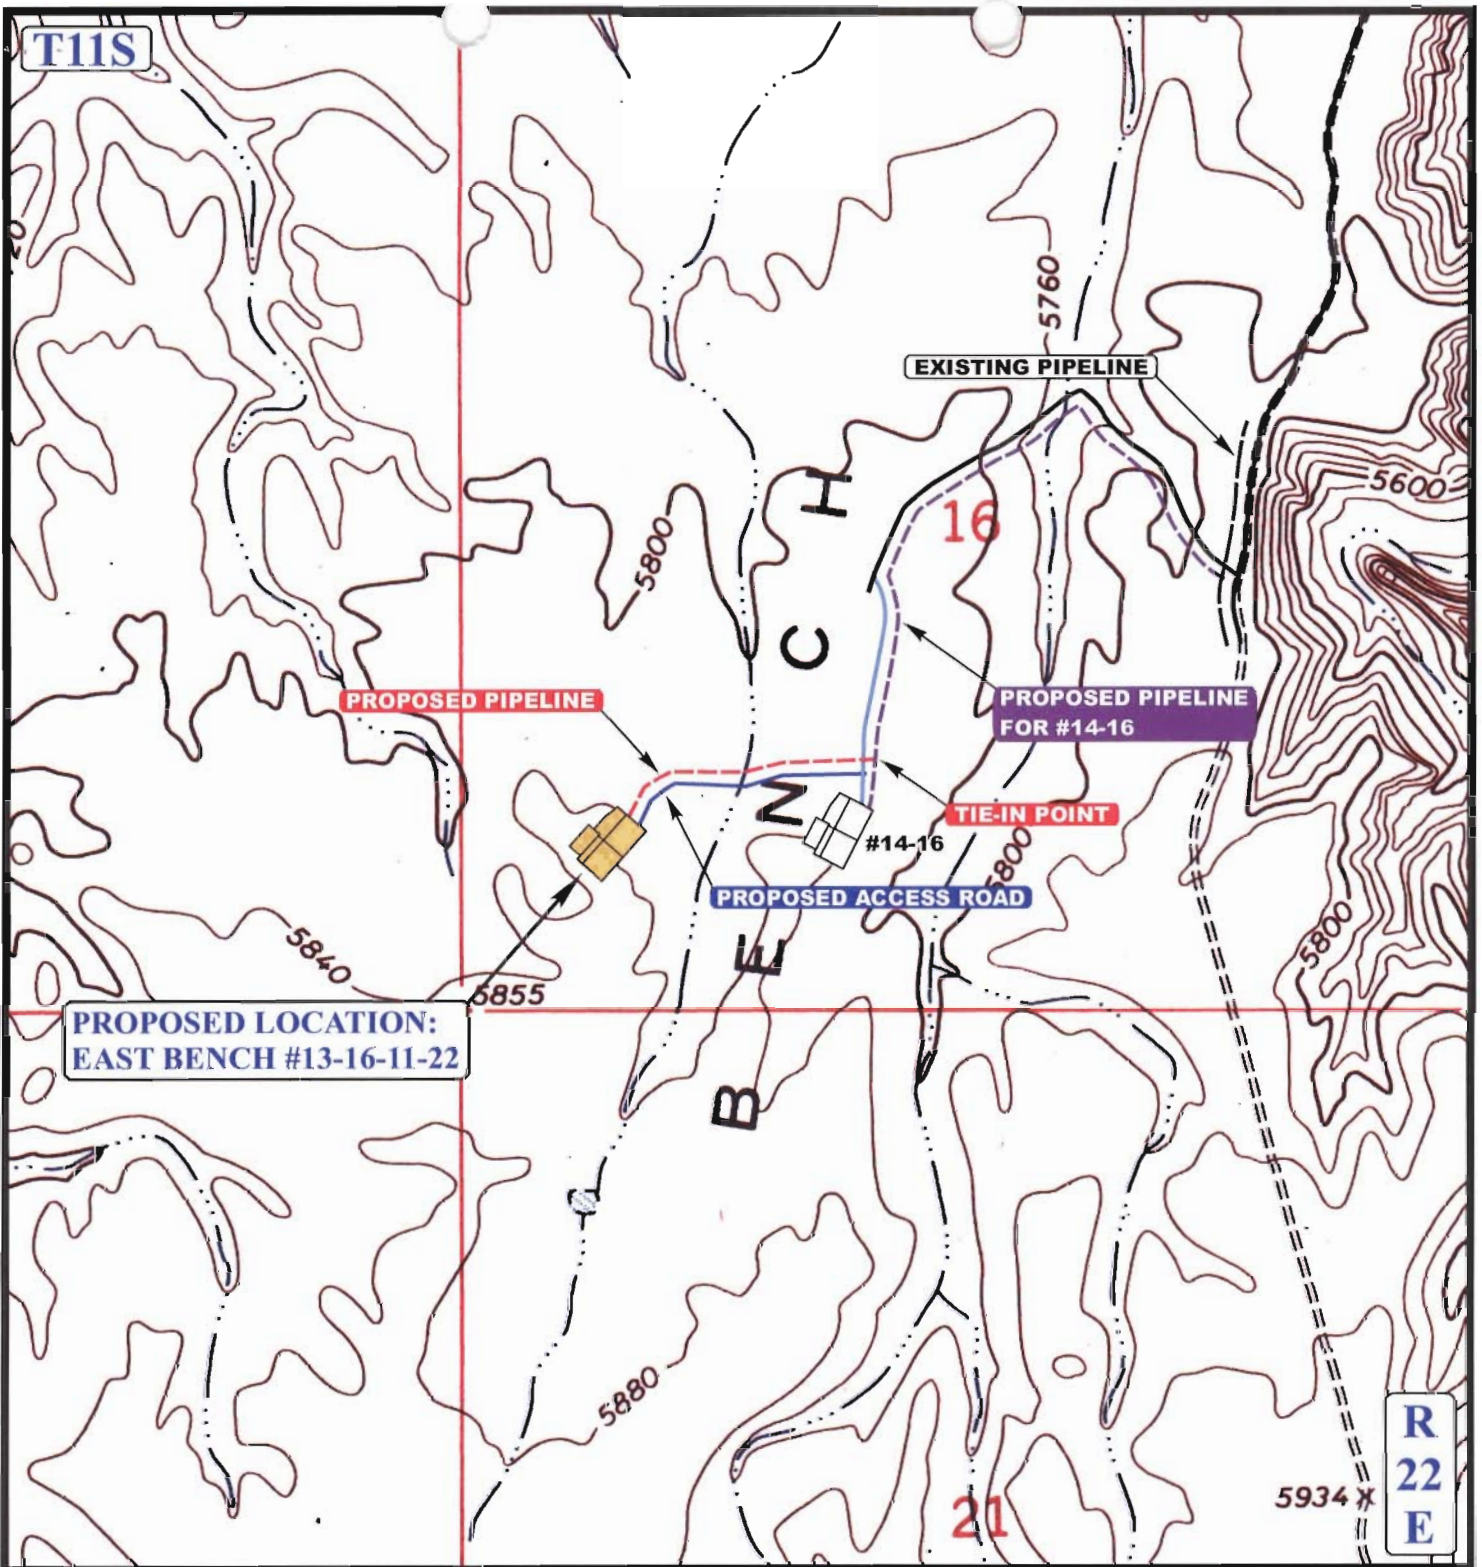 T11S
5760
EXISTING PIPELINE
5600
H
16
5800
C
PROPOSED PIPELINE
PROPOSED PIPELINE
FOR #14-16
N
TIE-IN POINT
#14-16
5800
PROPOSED ACCESS ROAD
5840
E
5800
5855
PROPOSED LOCATION:
EAST BENCH #13-16-11-22
B
5880
R
22
E
5934
21